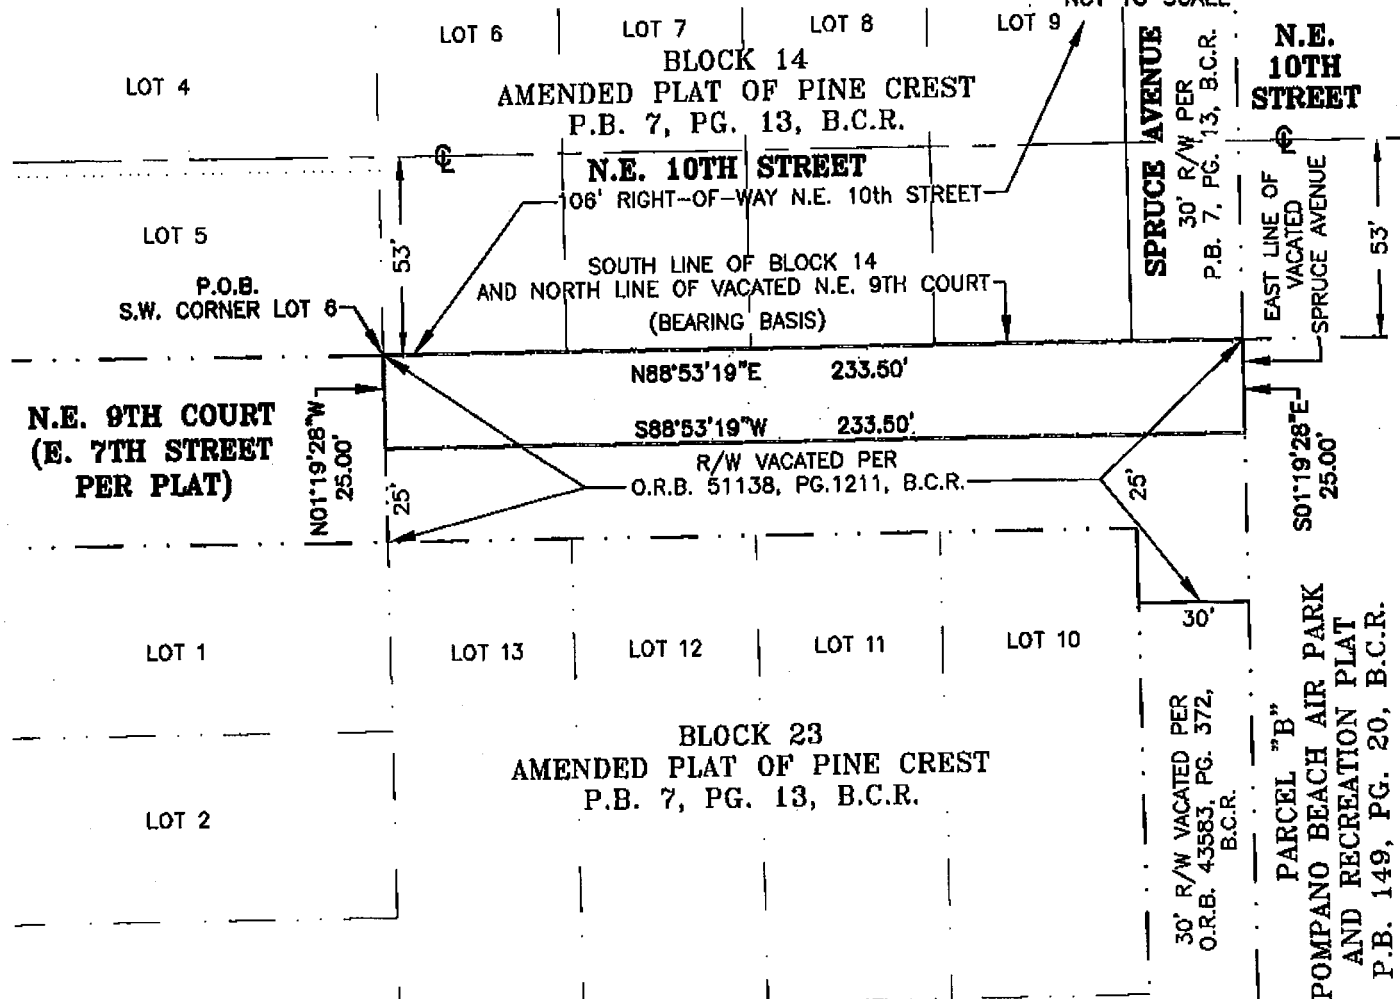 NOT TO SCALE
LOT 6
LOT 7
LOT 8
LOT 9
LOT 4
BLOCK 14
AMENDED PLAT OF PINE CREST
P.B. 7, PG. 13, B.C.R.
SPRUCE AVENUE
30' R/W PER
P.B. 7, PG. 13, B.C.R.
N.E.
10TH
STREET
N.E. 10TH STREET
106' RIGHT-OF-WAY N.E. 10th STREET
LOT 5
53'
P.O.B.
S.W. CORNER LOT 6
SOUTH LINE OF BLOCK 14
AND NORTH LINE OF VACATED N.E. 9TH COURT
(BEARING BASIS)
EAST LINE OF
VACATED
SPRUCE AVENUE
53'
N88°53'19"E 233.50'
S88°53'19"W 233.50'
N.E. 9TH COURT
(E. 7TH STREET
PER PLAT)
N01°19'28"W
25.00'
25'
R/W VACATED PER
O.R.B. 51138, PG.1211, B.C.R.
25'
S01°19'28"E
25.00'
30'
LOT 1
LOT 13
LOT 12
LOT 11
LOT 10
BLOCK 23
AMENDED PLAT OF PINE CREST
P.B. 7, PG. 13, B.C.R.
LOT 2
30' R/W VACATED PER
O.R.B. 43583, PG. 372,
B.C.R.
PARCEL "B"
POMPANO BEACH AIR PARK
AND RECREATION PLAT
P.B. 149, PG. 20, B.C.R.